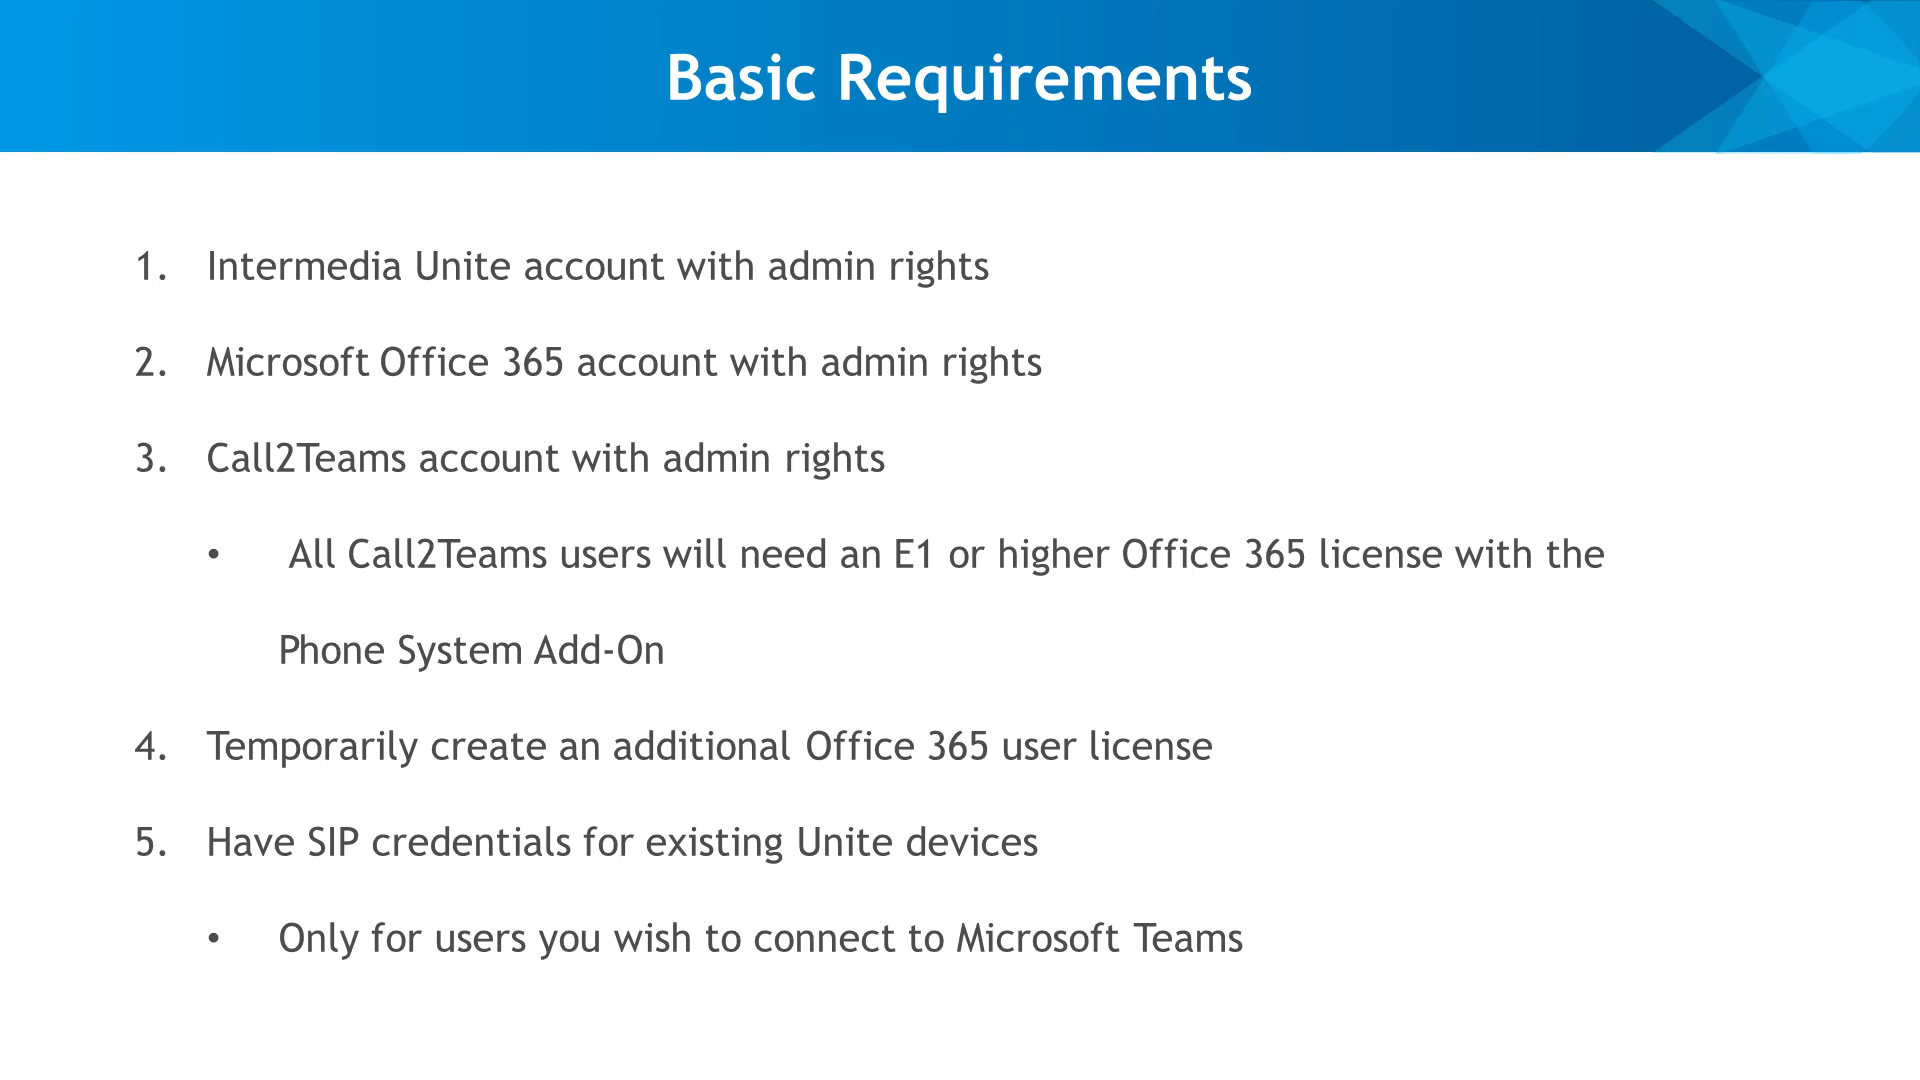 Basic Requirements
1. Intermedia Unite account with admin rights
2. Microsoft Office 365 account with admin rights
3. Call2Teams account with admin rights
• All Call2Teams users will need an E1 or higher Office 365 license with the
Phone System Add-On
4. Temporarily create an additional Office 365 user license
5. Have SIP credentials for existing Unite devices
• Only for users you wish to connect to Microsoft Teams